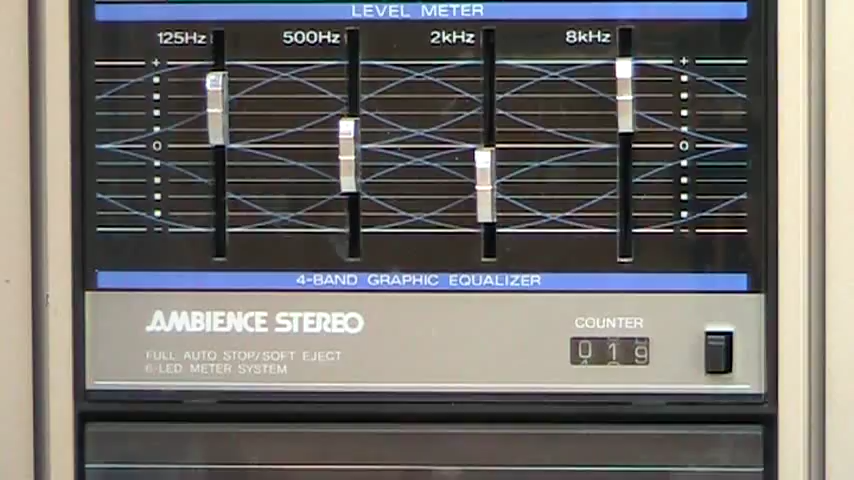 LEVEL METER
125Hz 500Hz 2kHz 8kHz
+ +
0 0
- -
4-BAND GRAPHIC EQUALIZER
AMBIENCE STEREO
COUNTER
FULL AUTO STOP/SOFT EJECT
6-LED METER SYSTEM
019